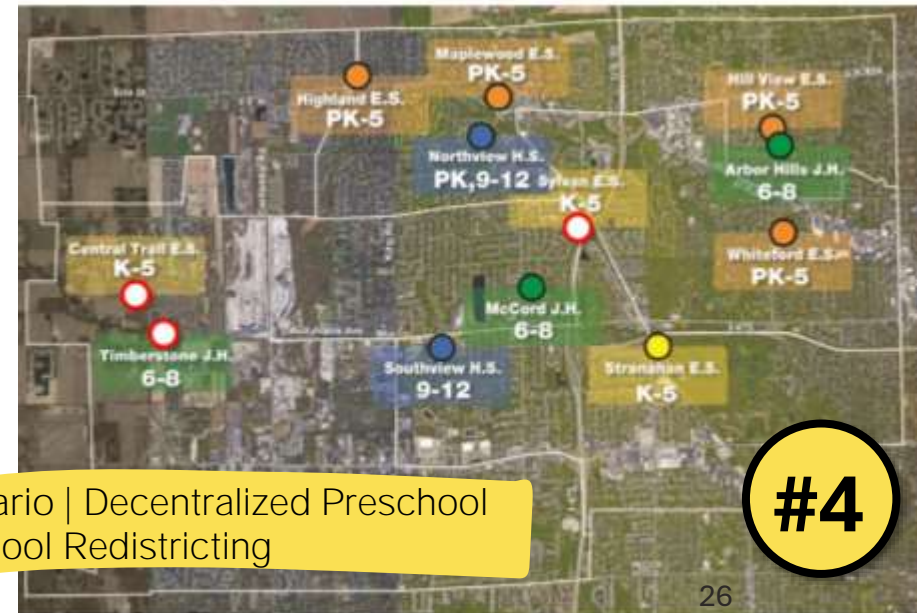 Maplewood E.S.
PK-5
Highland E.S.
PK-5
Hill View E.S.
PK-5
Northview H.S.
PK,9-12
Arbor Hills J.H.
6-8
Sylvan E.S.
K-5
Whiteford E.S.
PK-5
Central Trail E.S.
K-5
McCord J.H.
6-8
Timberstone J.H.
6-8
Southview H.S.
9-12
Stranahan E.S.
K-5
ario | Decentralized Preschool
ool Redistricting
#4
26